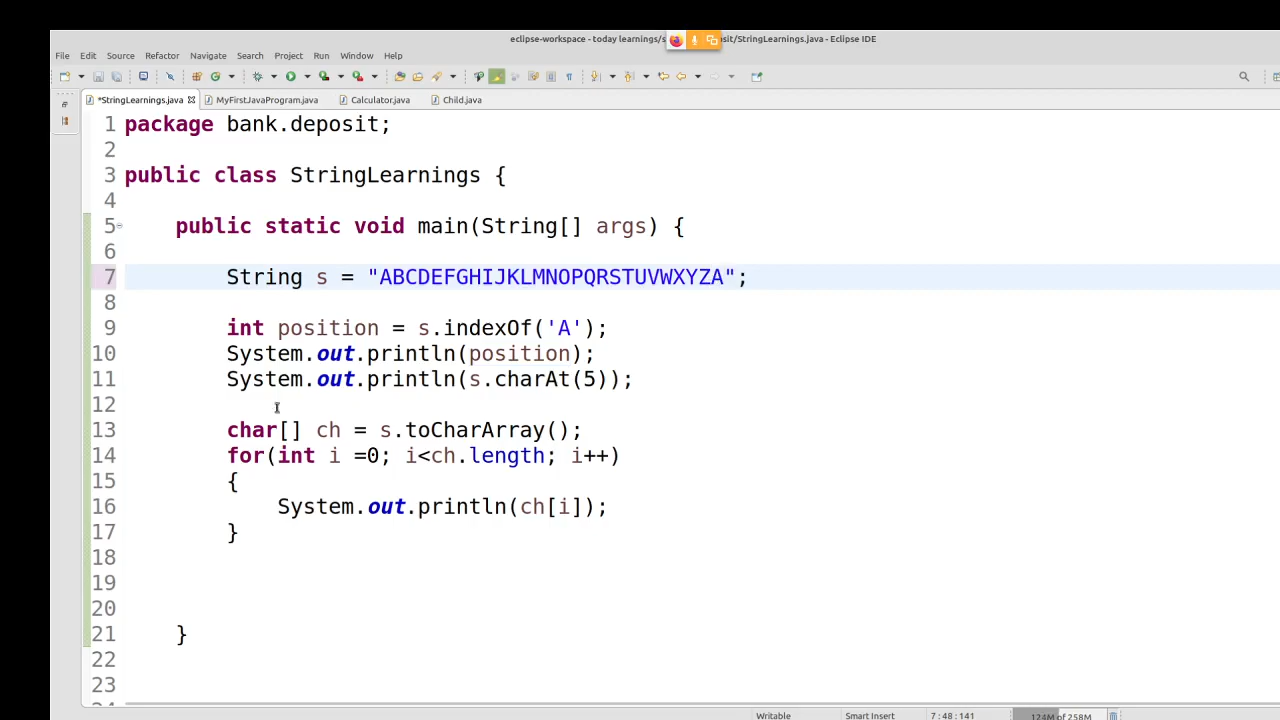 eclipse-workspace - today learnings/s sit/StringLearnings.java - Eclipse IDE
File Edit Source Refactor Navigate Search Project Run Window Help
*StringLearnings.java MyFirstJavaProgram.java Calculator.java Child.java
1 package bank.deposit;
2
3 public class StringLearnings {
4
5 public static void main(String[] args) {
6
7 String s = "ABCDEFGHIJKLMNOPQRSTUVWXYZA";
8
9 int position = s.indexOf('A');
10 System.out.println(position);
11 System.out.println(s.charAt(5));
12
13 char[] ch = s.toCharArray();
14 for(int i =0; i<ch.length; i++)
15 {
16 System.out.println(ch[i]);
17 }
18
19
20
21 }
22
23
Writable Smart Insert 7 : 48 : 141 124M of 258M